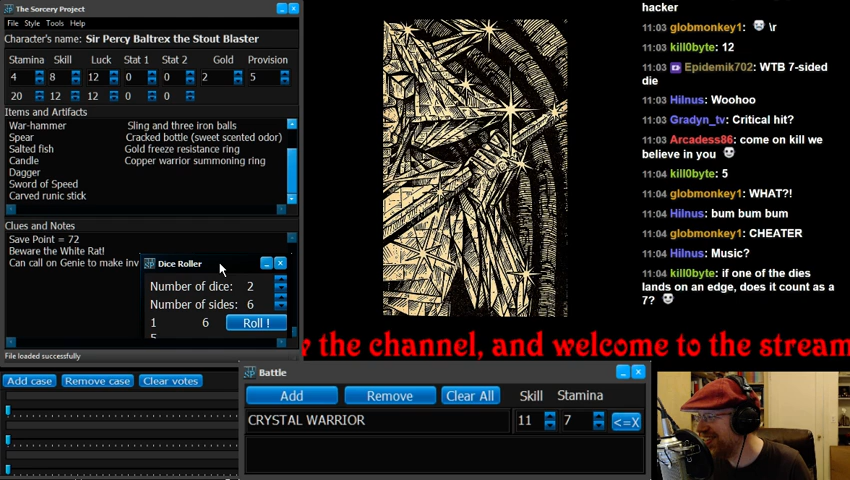 The Sorcery Project
File Style Tools Help
Character's name: Sir Percy Baltrex the Stout Blaster
Stamina Skill Luck Stat 1 Stat 2 Gold Provision
4 8 12 0 0 2 5
20 12 12 0 0
Items and Artifacts
War-hammer Sling and three iron balls
Spear Cracked bottle (sweet scented odor)
Salted fish Gold freeze resistance ring
Candle Copper warrior summoning ring
Dagger
Sword of Speed
Carved runic stick
Clues and Notes
Save Point = 72
Beware the White Rat!
Can call on Genie to make inv
Dice Roller
Number of dice: 2
Number of sides: 6
1 6 Roll !
5
File loaded successfully
Add case Remove case Clear votes
y the channel, and welcome to the stream
Battle
Add Remove Clear All Skill Stamina
CRYSTAL WARRIOR 11 7 <=X
hacker
11:03 globmonkey1: \r
11:03 kill0byte: 12
11:03 Epidemik702: WTB 7-sided
die
11:03 Hilnus: Woohoo
11:03 Gradyn_tv: Critical hit?
11:03 Arcadess86: come on kill we
believe in you
11:04 kill0byte: 5
11:04 globmonkey1: WHAT?!
11:04 Hilnus: bum bum bum
11:04 globmonkey1: CHEATER
11:04 Hilnus: Music?
11:04 kill0byte: if one of the dies
lands on an edge, does it count as a
7?